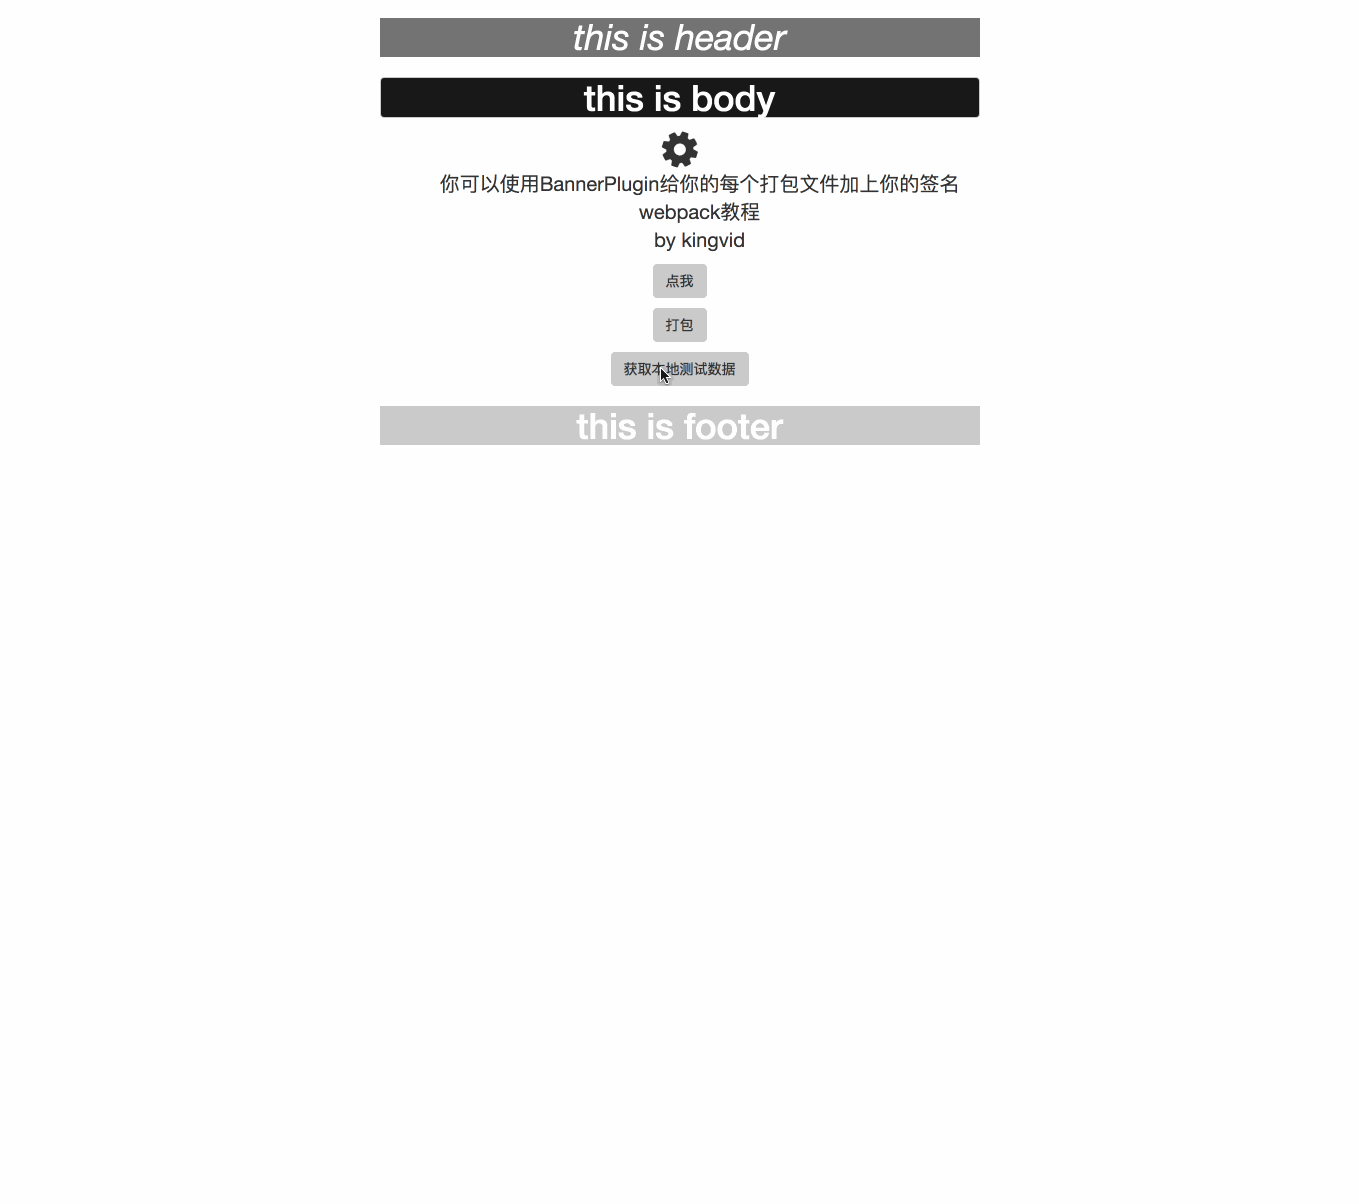 this is header
this is body
你可以使用BannerPlugin给你的每个打包文件加上你的签名
webpack教程
by kingvid
点我
打包
获取本地测试数据
this is footer